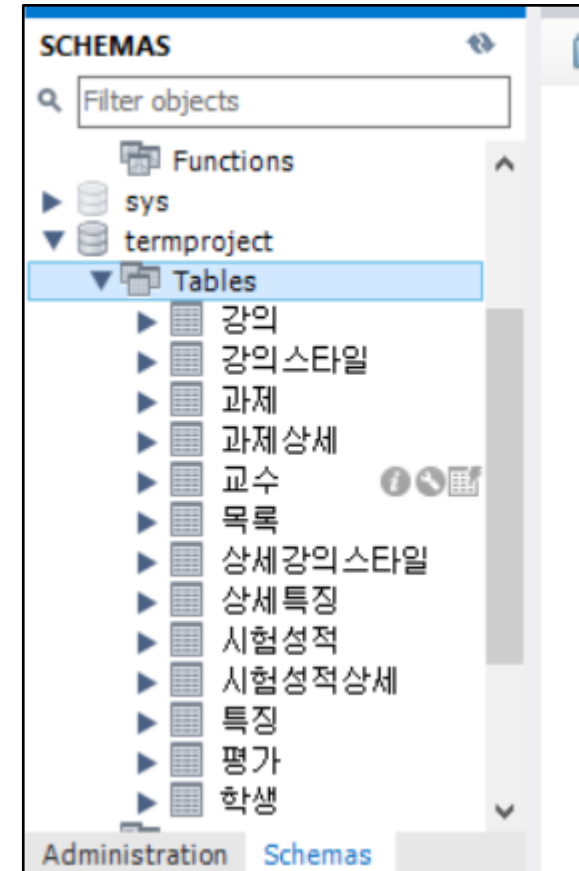 SCHEMAS
Filter objects
Functions
sys
termproject
Tables
강의
강의스타일
과제
과제상세
교수
목록
상세강의스타일
상세특징
시험성적
시험성적상세
특징
평가
학생
Administration Schemas